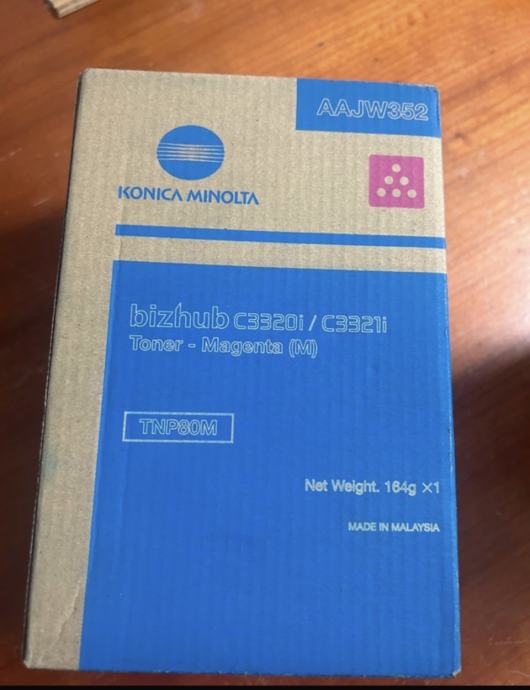 AAJW352
KONICA MINOLTA
bizhub C3320i / C3321i
Toner - Magenta (M)
TNP80M
Net Weight. 164g ×1
MADE IN MALAYSIA